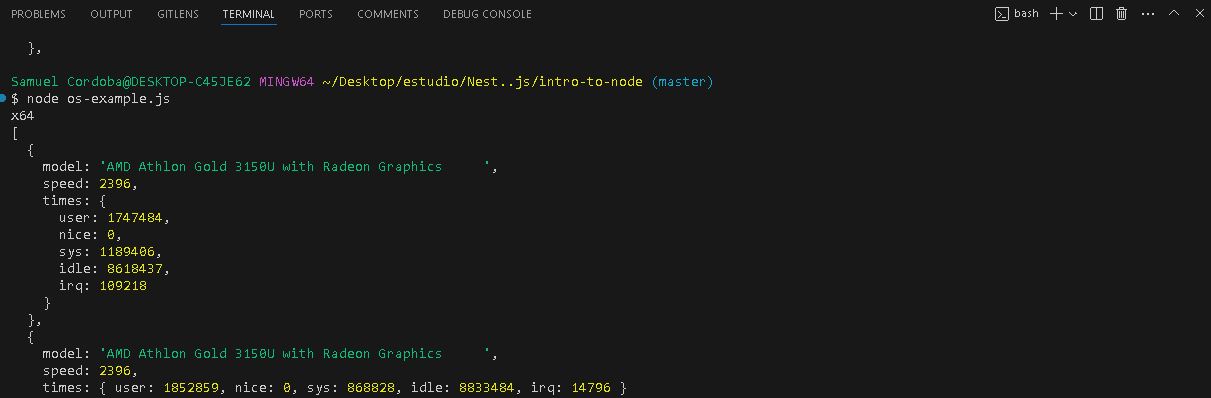 PROBLEMS OUTPUT GITLENS TERMINAL PORTS COMMENTS DEBUG CONSOLE bash
},
Samuel Cordoba@DESKTOP-C45JE62 MINGW64 ~/Desktop/estudio/Nest..js/intro-to-node (master)
$ node os-example.js
x64
[
{
model: 'AMD Athlon Gold 3150U with Radeon Graphics     ',
speed: 2396,
times: {
user: 1747484,
nice: 0,
sys: 1189406,
idle: 8618437,
irq: 109218
}
},
{
model: 'AMD Athlon Gold 3150U with Radeon Graphics     ',
speed: 2396,
times: { user: 1852859, nice: 0, sys: 868828, idle: 8833484, irq: 14796 }